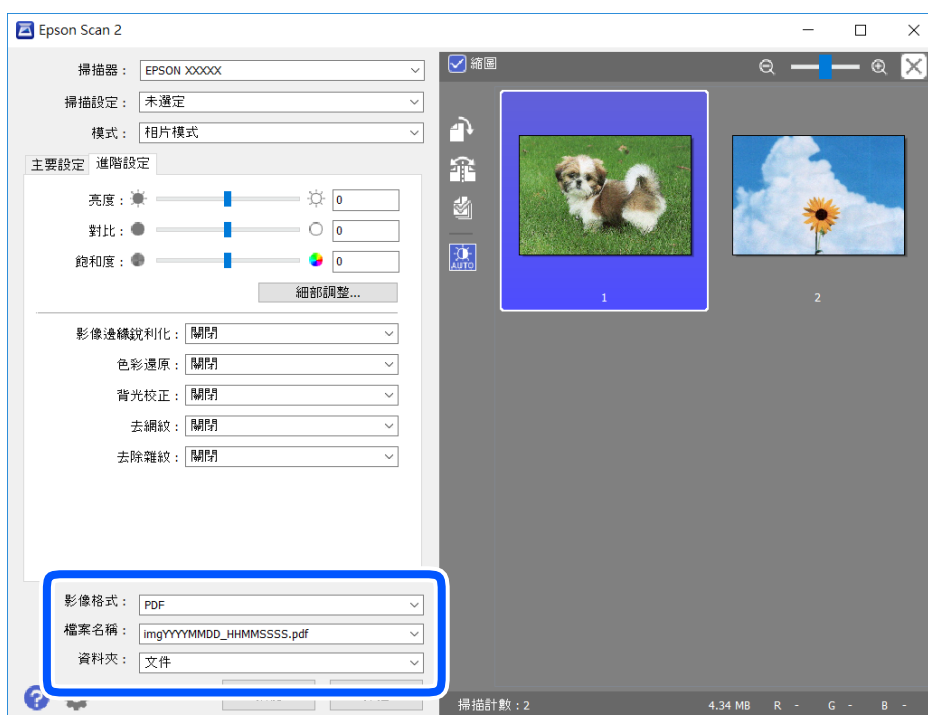 Epson Scan 2
掃描器： EPSON XXXXX
掃描設定： 未選定
模式： 相片模式
主要設定 進階設定
亮度： 0
對比： 0
飽和度： 0
細部調整...
影像邊緣銳利化： 關閉
色彩還原： 關閉
背光校正： 關閉
去網紋： 關閉
去除雜紋： 關閉
影像格式： PDF
檔案名稱： imgYYYYMMDD_HHMMSSSS.pdf
資料夾： 文件
縮圖
AUTO
1
2
掃描計數：2 4.34 MB R - G - B -